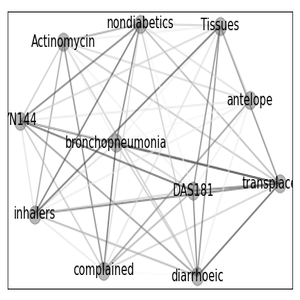 nondiabetics
Tissues
Actinomycin
antelope
bronchopneumonia
DAS181
inhalers
complained
diarrhoeic